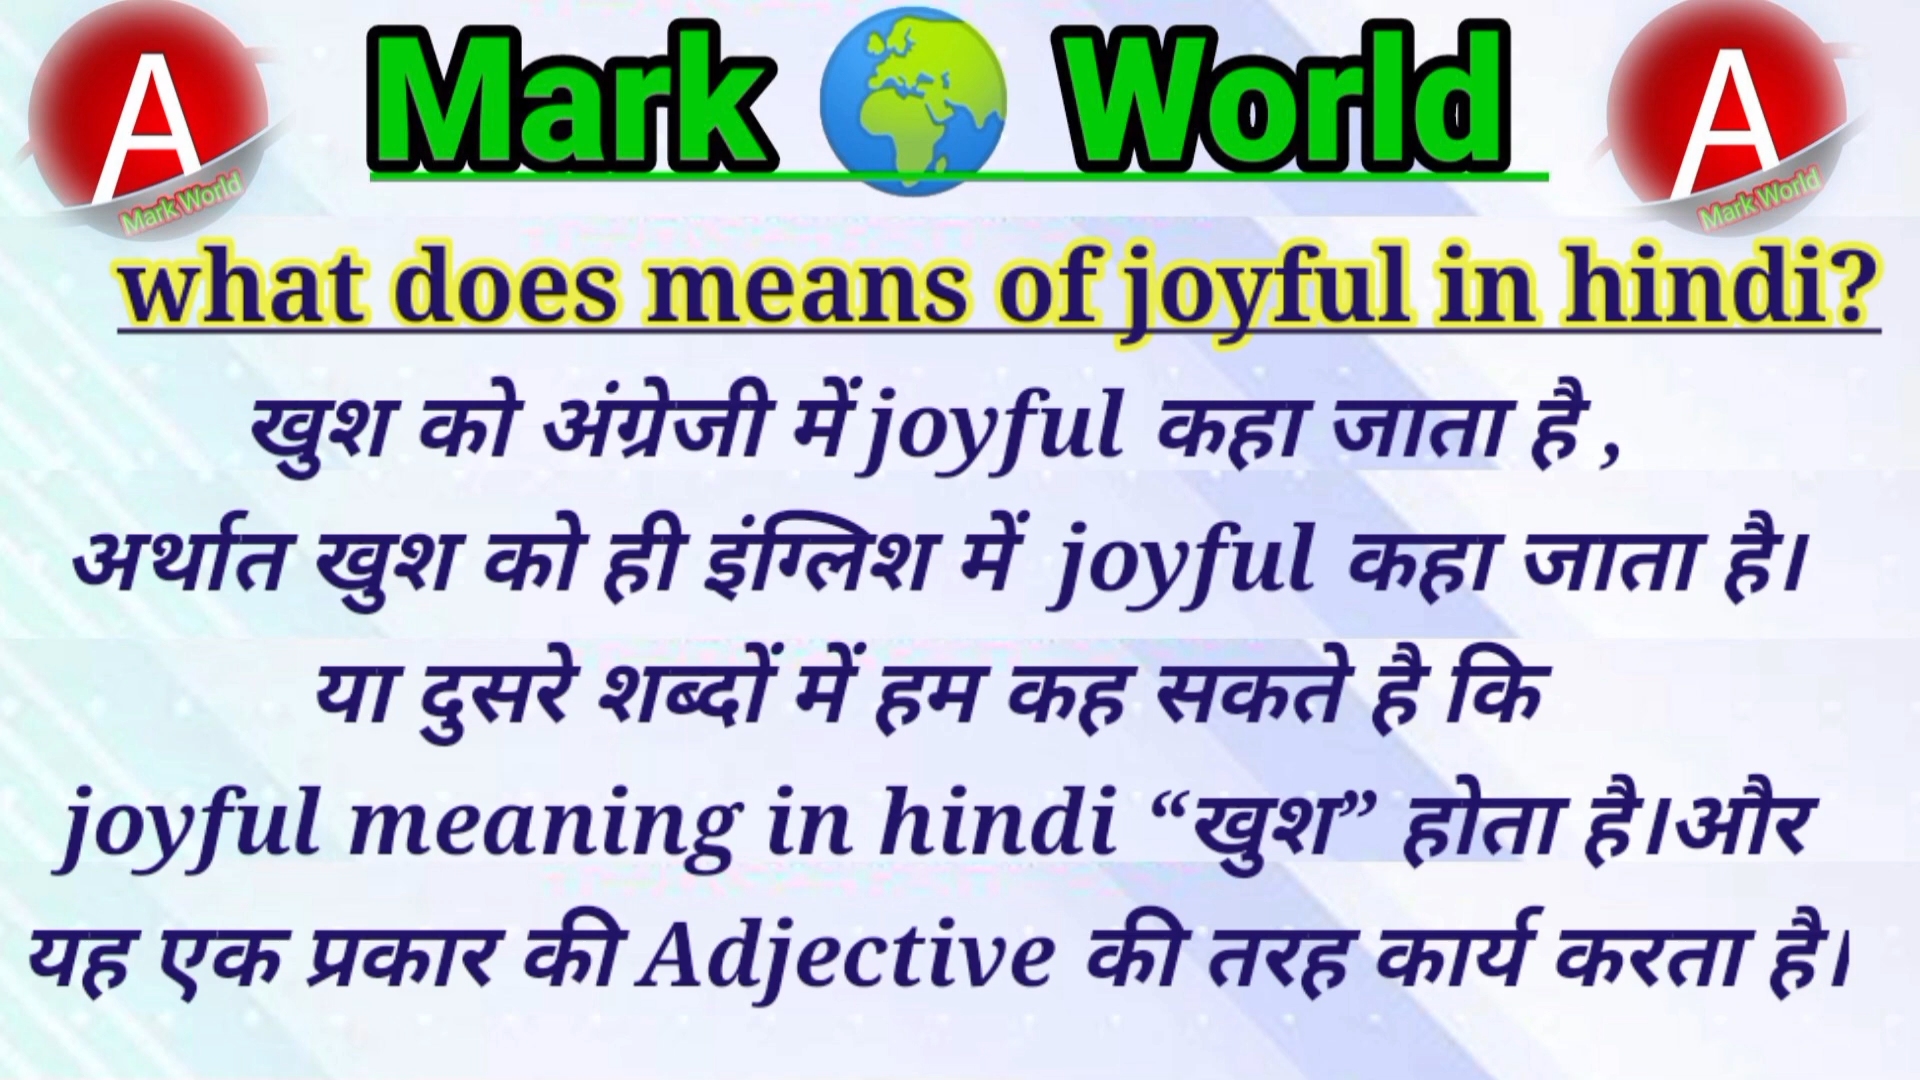 A Mark World A
Mark World Mark World
what does means of joyful in hindi?
खुश को अंग्रेजी में joyful कहा जाता है ,
अर्थात खुश को ही इंग्लिश में joyful कहा जाता है।
या दुसरे शब्दों में हम कह सकते है कि
joyful meaning in hindi “खुश” होता है।और
यह एक प्रकार की Adjective की तरह कार्य करता है।